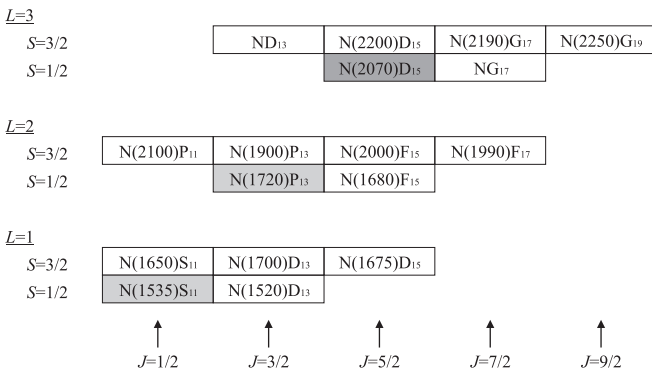 L=3
S=3/2 ND₁₃ N(2200)D₁₅ N(2190)G₁₇ N(2250)G₁₉
S=1/2 N(2070)D₁₅ NG₁₇
L=2
S=3/2 N(2100)P₁₁ N(1900)P₁₃ N(2000)F₁₅ N(1990)F₁₇
S=1/2 N(1720)P₁₃ N(1680)F₁₅
L=1
S=3/2 N(1650)S₁₁ N(1700)D₁₃ N(1675)D₁₅
S=1/2 N(1535)S₁₁ N(1520)D₁₃
J=1/2 J=3/2 J=5/2 J=7/2 J=9/2